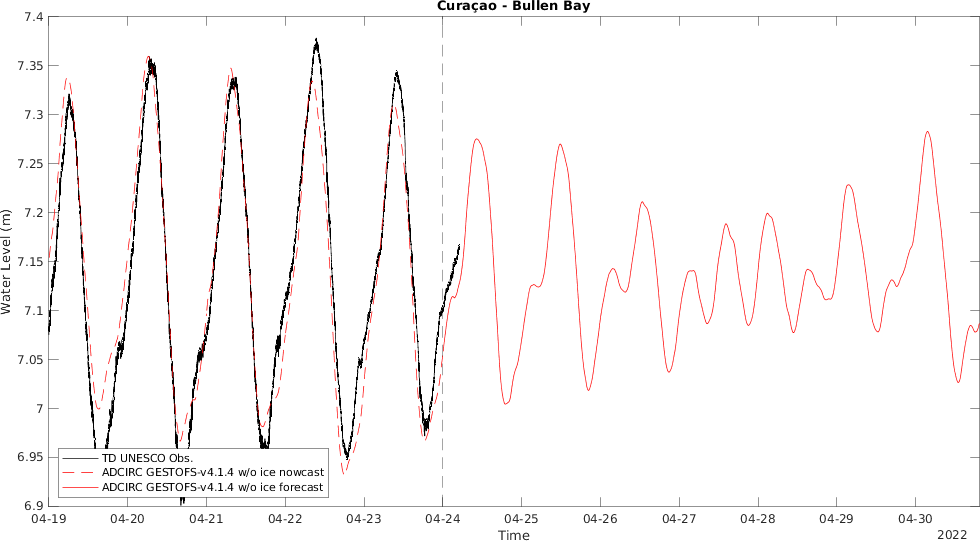 Curaçao - Bullen Bay
7.4
7.35
7.3
7.25
7.2
7.15
7.1
7.05
7
6.95
6.9
Water Level (m)
TD UNESCO Obs.
ADCIRC GESTOFS-v4.1.4 w/o ice nowcast
ADCIRC GESTOFS-v4.1.4 w/o ice forecast
04-19 04-20 04-21 04-22 04-23 04-24 04-25 04-26 04-27 04-28 04-29 04-30
Time
2022